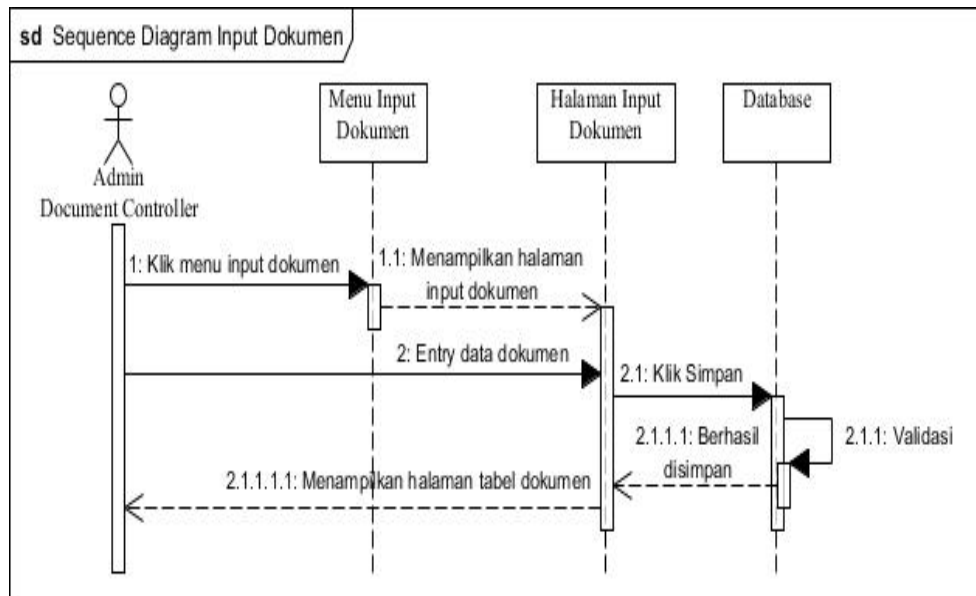 sd Sequence Diagram Input Dokumen
Menu Input
Dokumen
Halaman Input
Dokumen
Database
Admin
Document Controller
1: Klik menu input dokumen
1.1: Menampilkan halaman
input dokumen
2: Entry data dokumen
2.1: Klik Simpan
2.1.1: Validasi
2.1.1.1: Berhasil
disimpan
2.1.1.1.1: Menampilkan halaman tabel dokumen